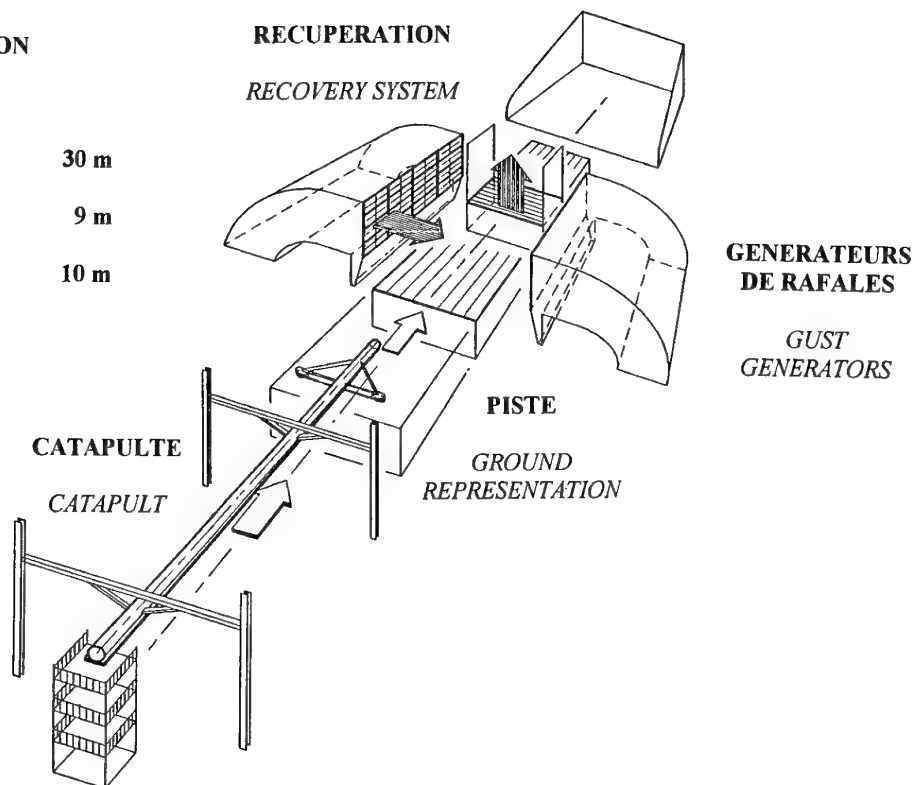 ON
RECUPERATION
RECOVERY SYSTEM
30 m
9 m
10 m
GENERATEURS
DE RAFALES
GUST
GENERATORS
PISTE
GROUND
REPRESENTATION
CATAPULTE
CATAPULT